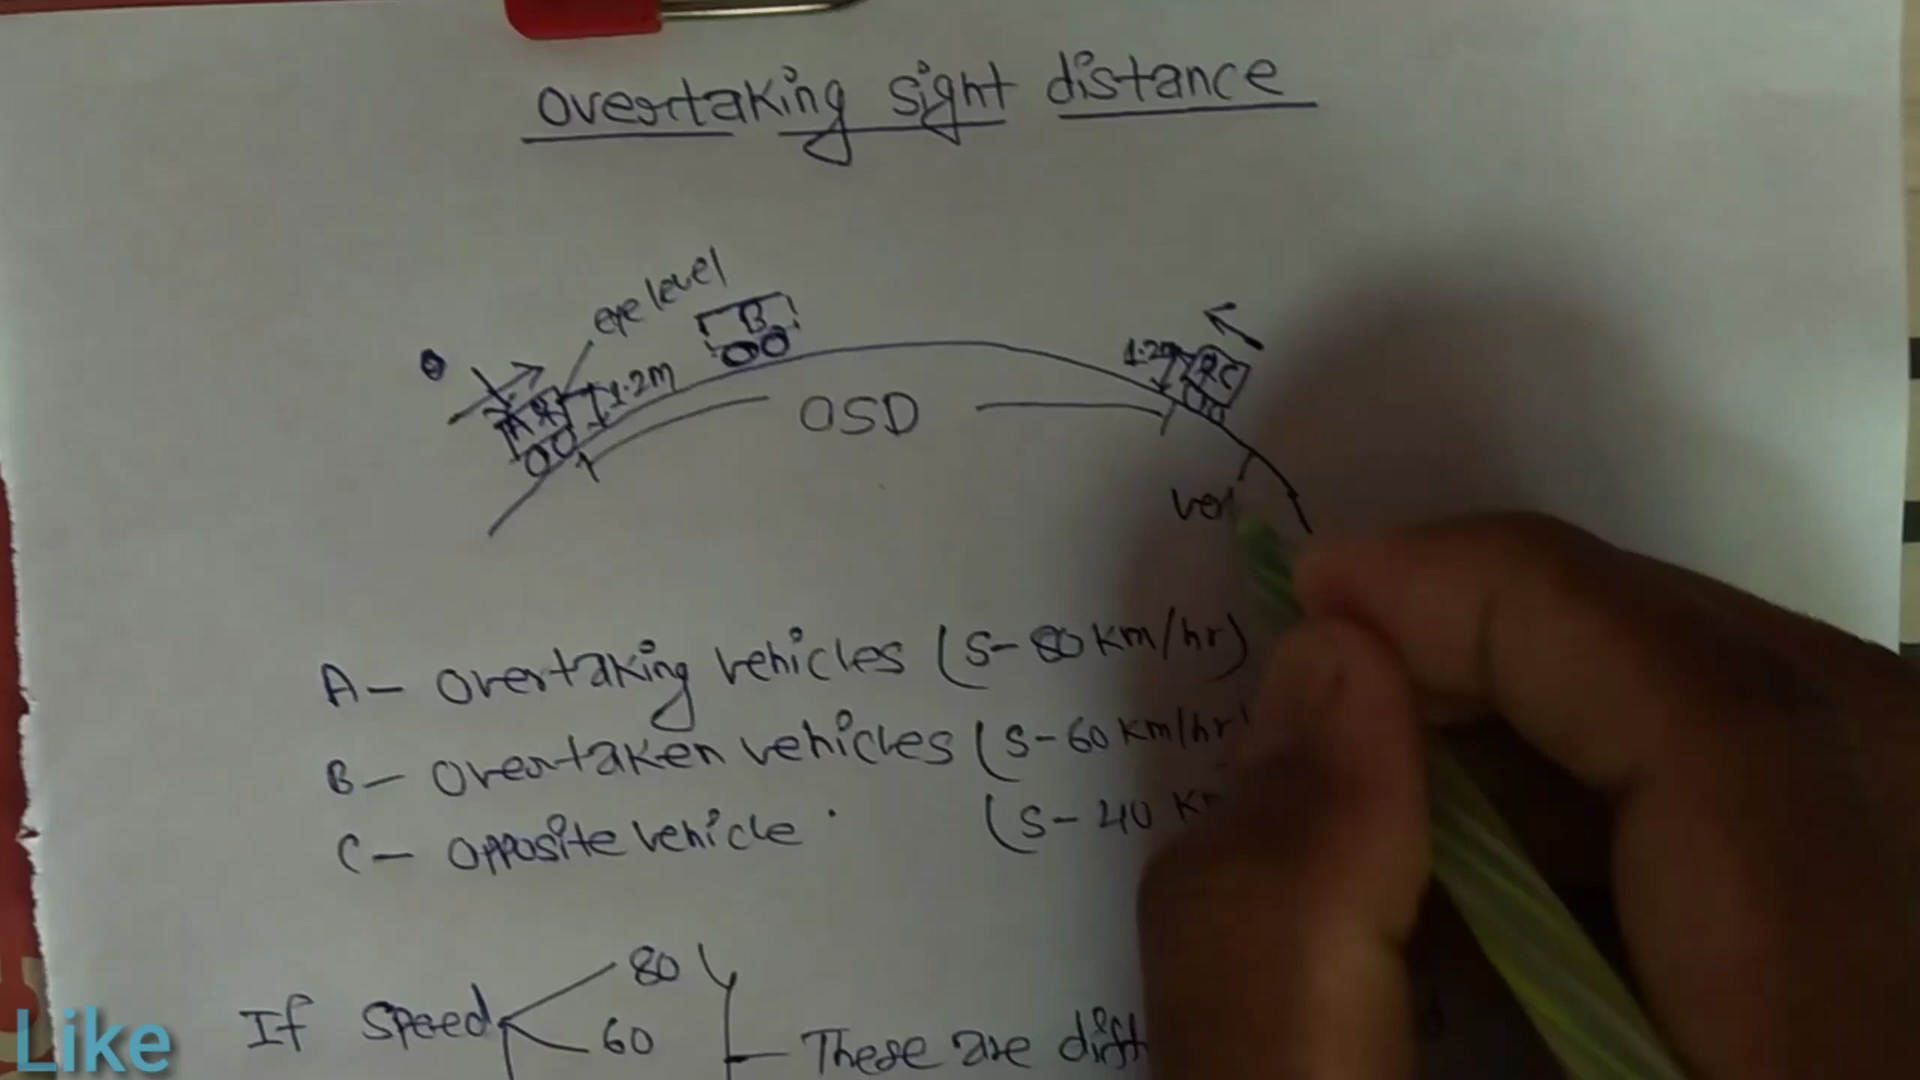 Overtaking sight distance
eye level
B
1.2m
A
1.2m
C
OSD
ver
A- Overtaking vehicles (S-80 km/hr)
B- Overtaken vehicles (S-60 km/hr
C- Opposite vehicle (S-40 K
80
If speed
60
These are diff
Like